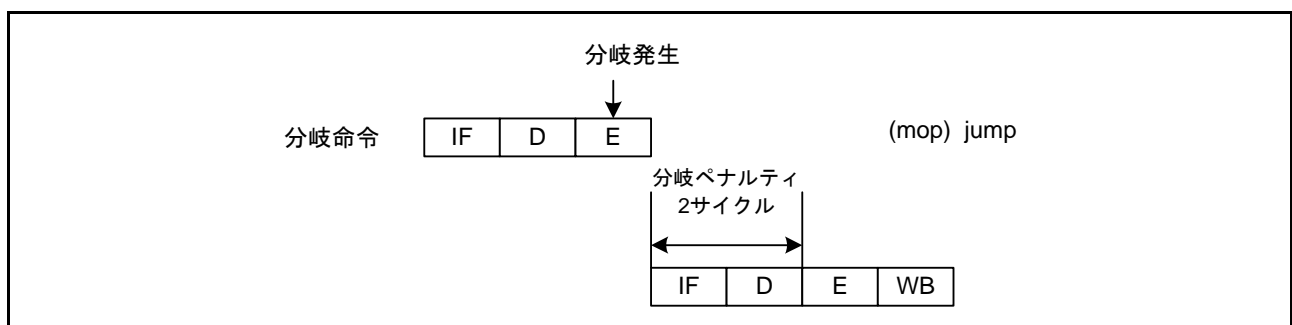 分岐発生
分岐命令 IF D E (mop) jump
分岐ペナルティ
2サイクル
IF D E WB